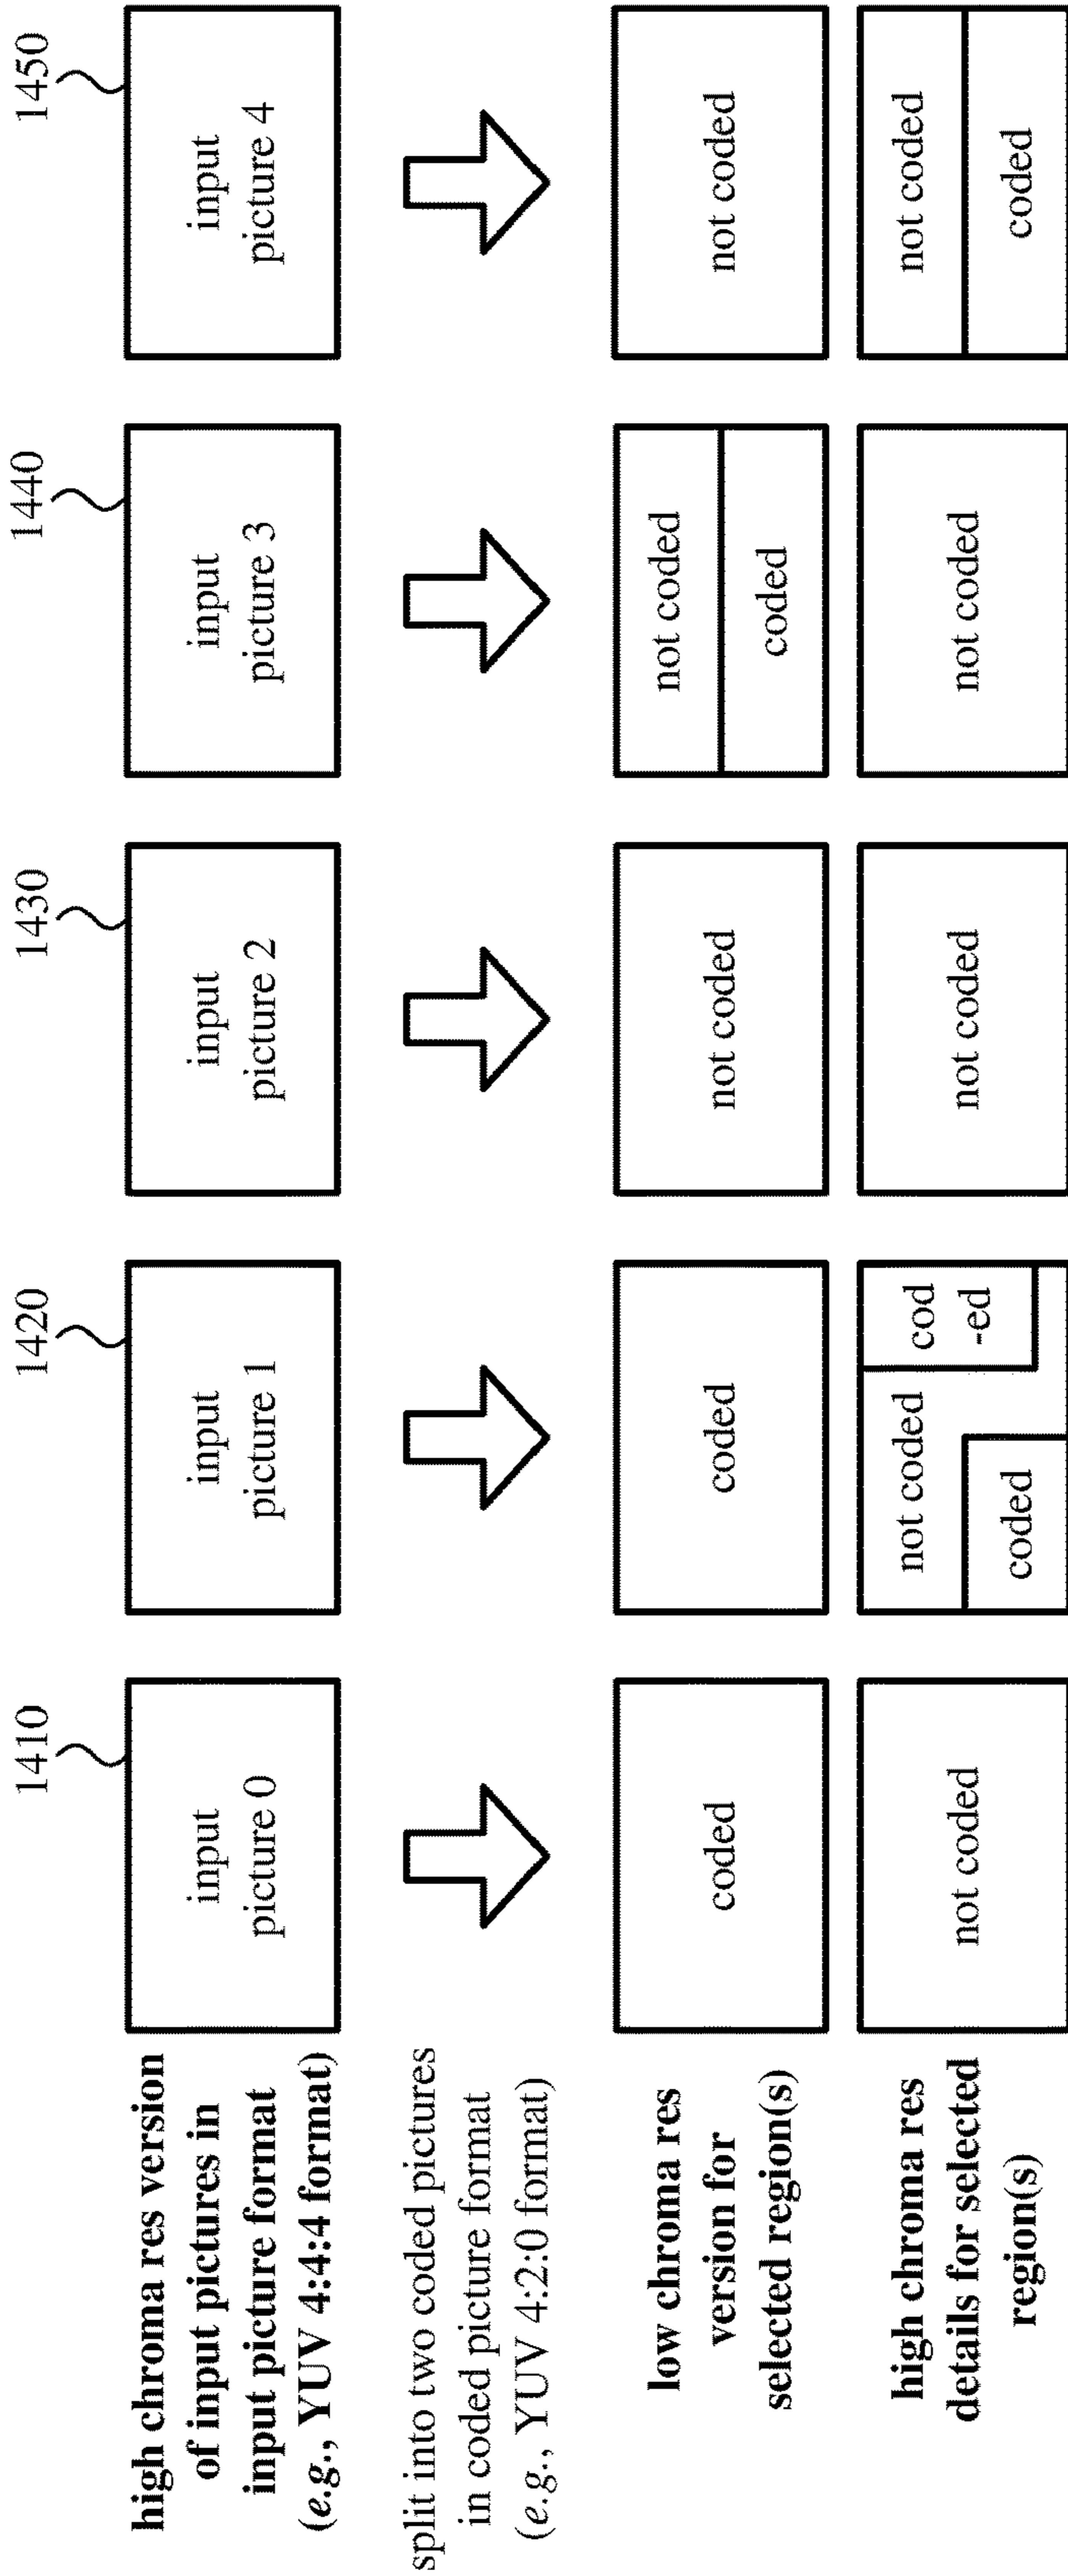 1410
1420
1430
1440
1450
high chroma res version
of input pictures in
input picture format
(e.g., YUV 4:4:4 format)
input
picture 0
input
picture 1
input
picture 2
input
picture 3
input
picture 4
split into two coded pictures
in coded picture format
(e.g., YUV 4:2:0 format)
low chroma res
version for
selected region(s)
coded
coded
not coded
not coded
coded
not coded
high chroma res
details for selected
region(s)
not coded
not coded
coded
cod
-ed
not coded
not coded
not coded
coded